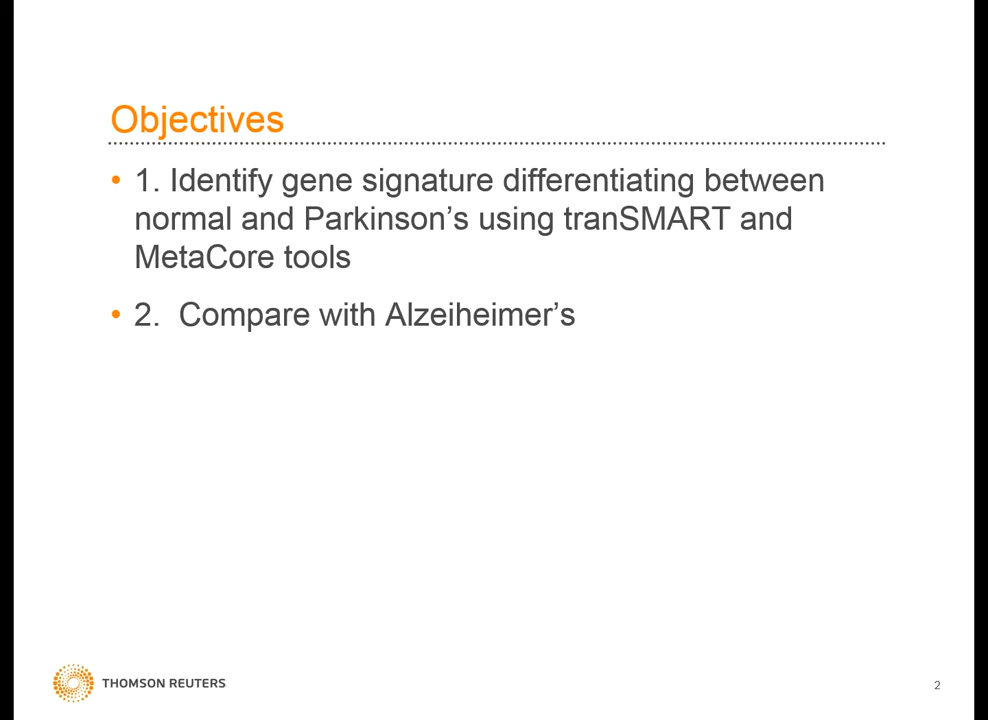 Objectives
• 1. Identify gene signature differentiating between
normal and Parkinson’s using tranSMART and
MetaCore tools
• 2.  Compare with Alzeiheimer’s
THOMSON REUTERS
2